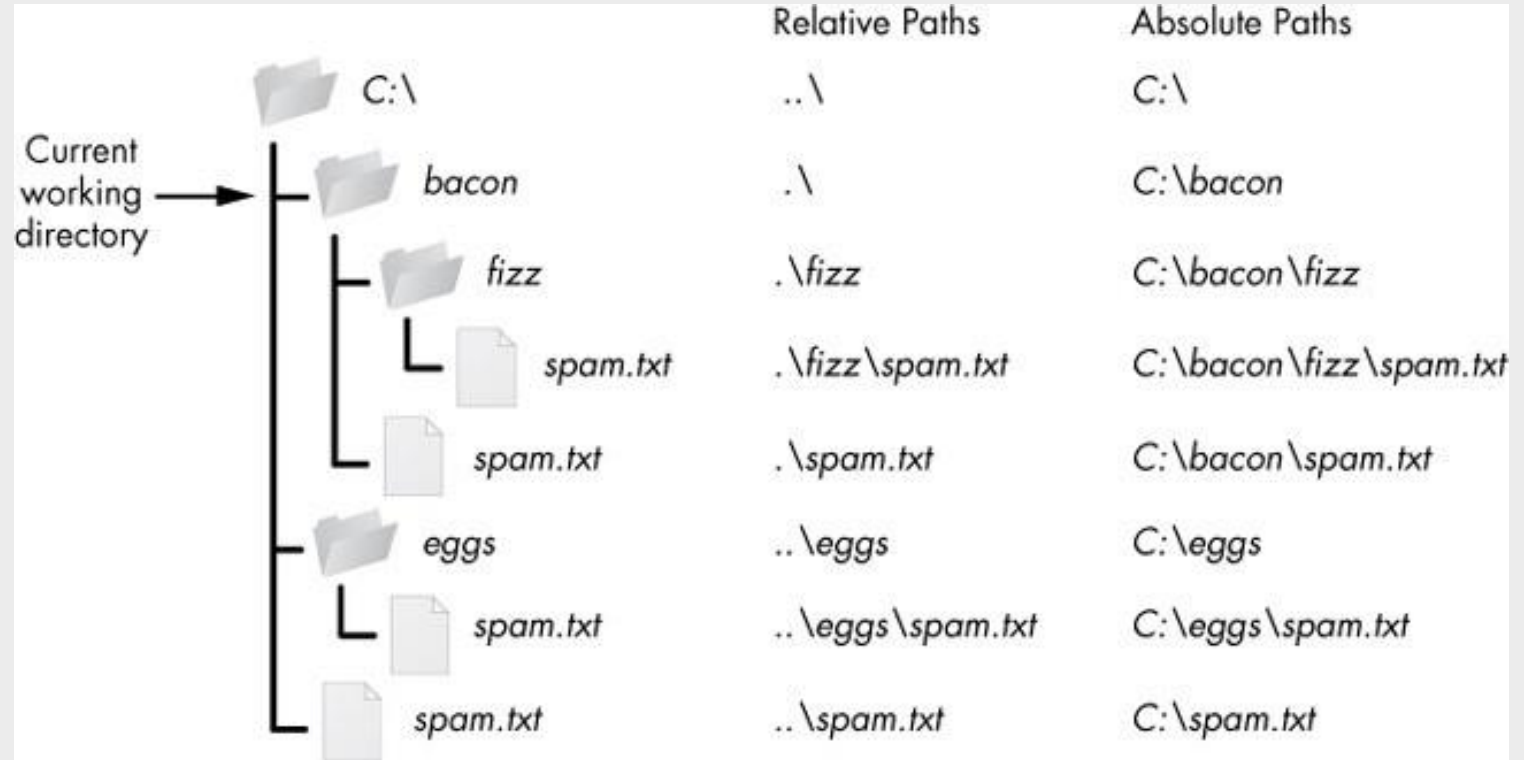 Relative Paths Absolute Paths
C:\ ..\ C:\
Current
working
directory
bacon .\ C:\bacon
fizz .\fizz C:\bacon\fizz
spam.txt .\fizz\spam.txt C:\bacon\fizz\spam.txt
spam.txt .\spam.txt C:\bacon\spam.txt
eggs ..\eggs C:\eggs
spam.txt ..\eggs\spam.txt C:\eggs\spam.txt
spam.txt ..\spam.txt C:\spam.txt